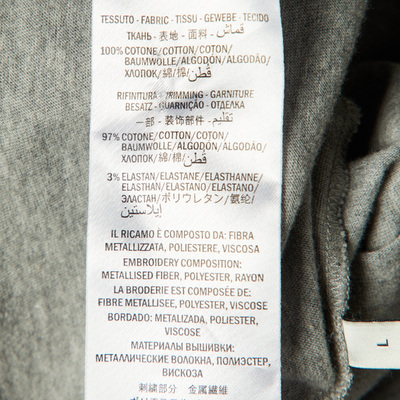 TESSUTO - FABRIC - TISSU - GEWEBE - TECIDO
ТКАНЬ - 表地 - 面料 - قماش
100% COTONE/COTTON/COTON/
BAUMWOLLE/ALGODÓN/ALGODÃO/
ХЛОПОК/綿/棉/قطن
RIFINITURA - TRIMMING - GARNITURE
BESATZ - GUARNIÇÃO - ОТДЕЛКА
一部 - 装饰部件 - تقليم
97% COTONE/COTTON/COTON/
BAUMWOLLE/ALGODÓN/ALGODÃO/
ХЛОПОК/綿/棉/قطن
3% ELASTAN/ELASTANE/ELASTHANNE/
ELASTHAN/ELASTANO/ELASTANO/
ЭЛАСТАН/ポリウレタン/氨纶/
إيلاستين
IL RICAMO È COMPOSTO DA: FIBRA
METALLIZZATA, POLIESTERE, VISCOSA
EMBROIDERY COMPOSITION:
METALLISED FIBER, POLYESTER, RAYON
LA BRODERIE EST COMPOSÉE DE:
FIBRE METALLISEE, POLYESTER, VISCOSE
BORDADO: METALIZADA, POLIESTER,
VISCOSE
МАТЕРИАЛЫ ВЫШИВКИ:
МЕТАЛЛИЧЕСКИЕ ВОЛОКНА, ПОЛИЭСТЕР,
ВИСКОЗА
刺繍部分 金属繊維
L